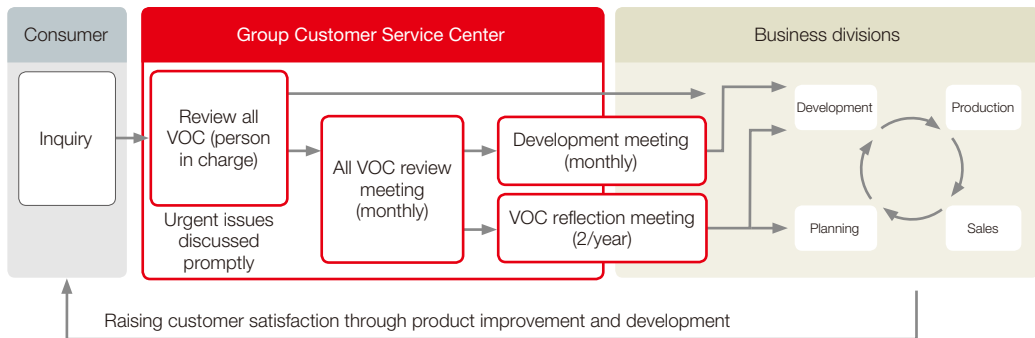 Consumer
Group Customer Service Center
Business divisions
Inquiry
Review all
VOC (person
in charge)
Urgent issues
discussed
promptly
All VOC review
meeting
(monthly)
Development meeting
(monthly)
VOC reflection meeting
(2/year)
Development
Production
Planning
Sales
Raising customer satisfaction through product improvement and development